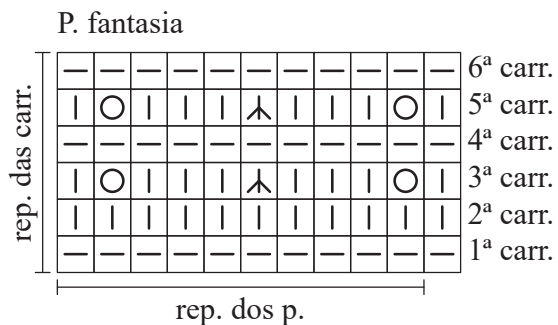 P. fantasia
rep. das carr.
6ª carr.
5ª carr.
4ª carr.
3ª carr.
2ª carr.
1ª carr.
rep. dos p.